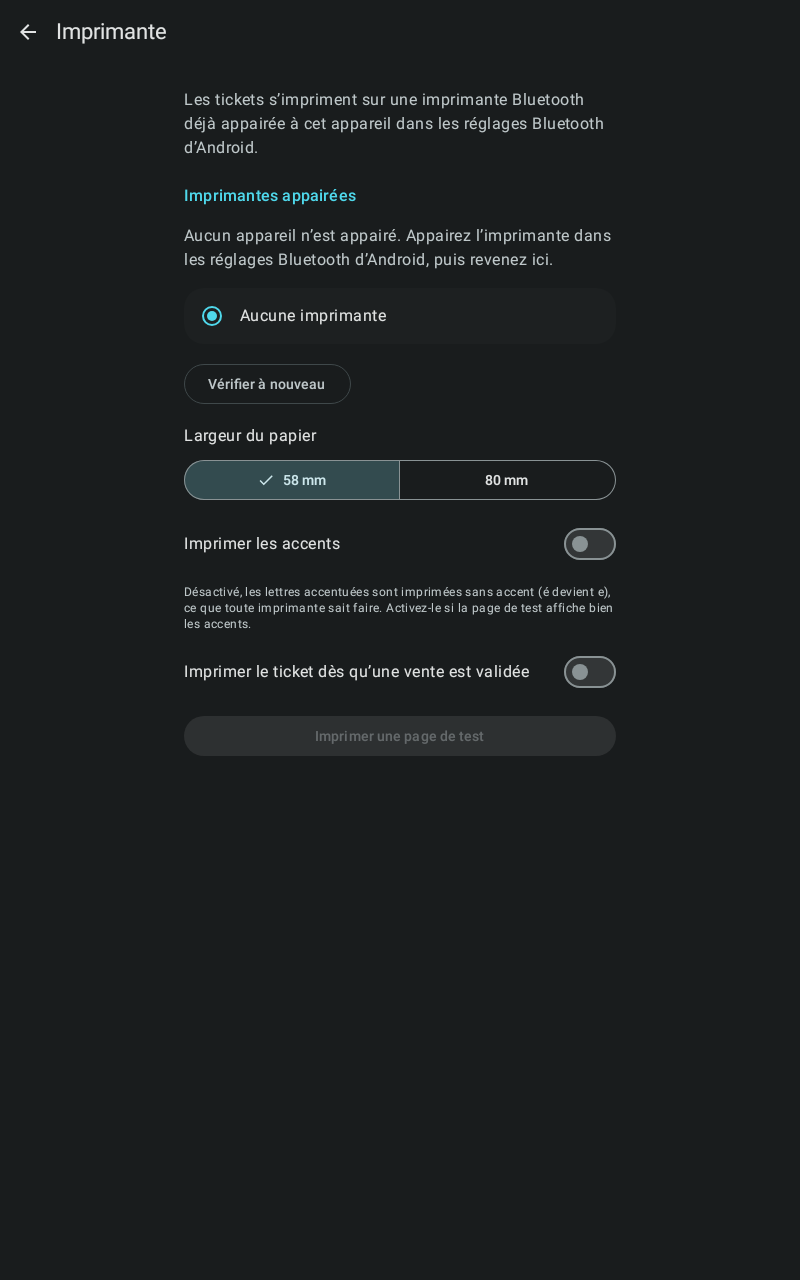 Imprimante
Les tickets s’impriment sur une imprimante Bluetooth
déjà appairée à cet appareil dans les réglages Bluetooth
d’Android.
Imprimantes appairées
Aucun appareil n’est appairé. Appairez l’imprimante dans
les réglages Bluetooth d’Android, puis revenez ici.
Aucune imprimante
Vérifier à nouveau
Largeur du papier
58 mm
80 mm
Imprimer les accents
Désactivé, les lettres accentuées sont imprimées sans accent (é devient e),
ce que toute imprimante sait faire. Activez-le si la page de test affiche bien
les accents.
Imprimer le ticket dès qu’une vente est validée
Imprimer une page de test